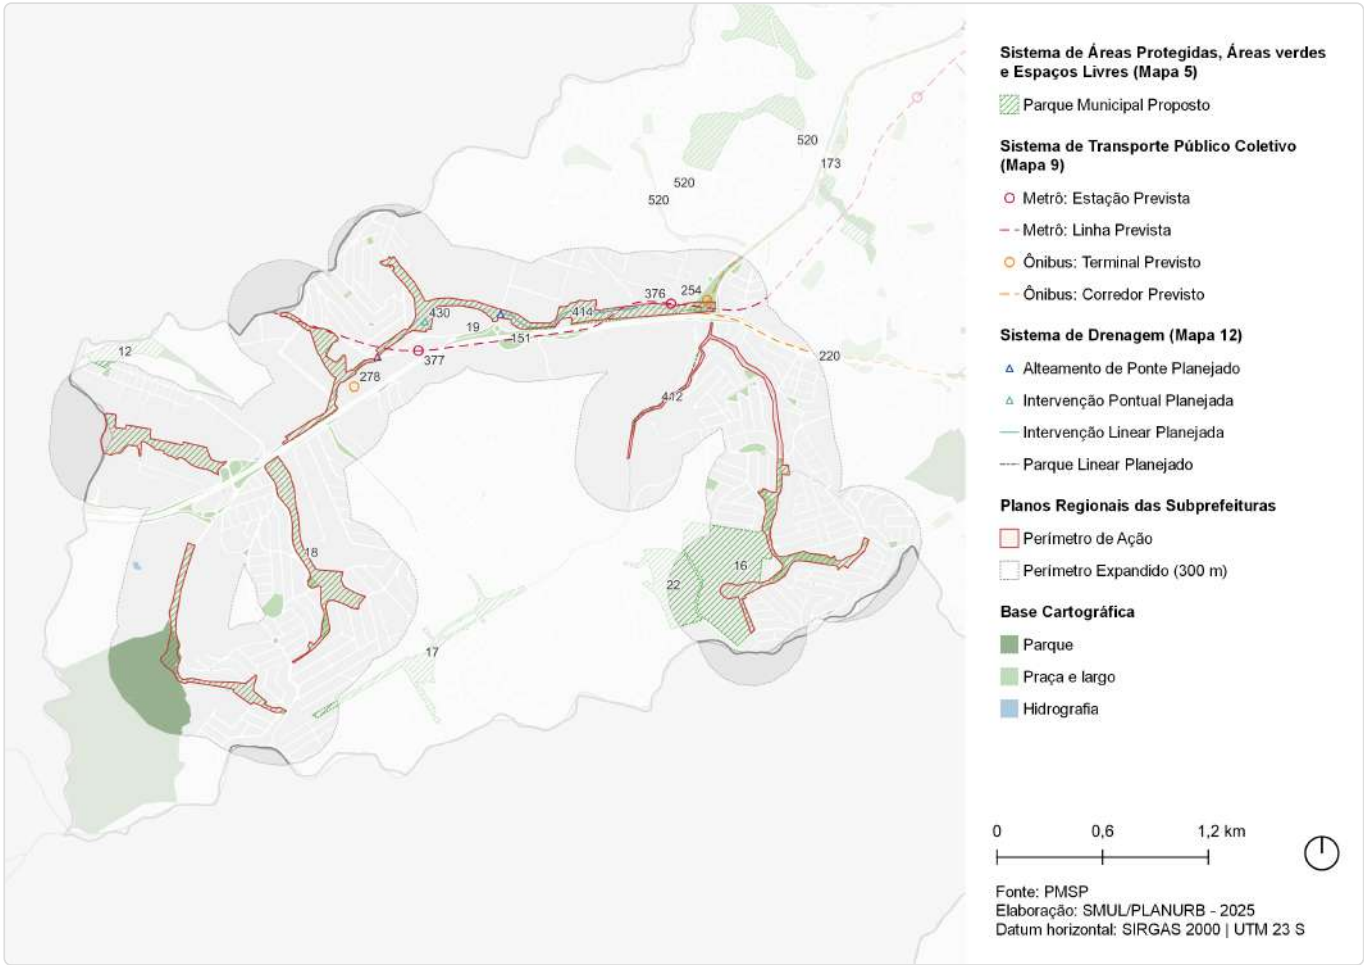 520
173
520
520
254
376
430
414
19
151
377
12
278
220
412
18
16
22
17
Sistema de Áreas Protegidas, Áreas verdes
e Espaços Livres (Mapa 5)
Parque Municipal Proposto
Sistema de Transporte Público Coletivo
(Mapa 9)
Metrô: Estação Prevista
Metrô: Linha Prevista
Ônibus: Terminal Previsto
Ônibus: Corredor Previsto
Sistema de Drenagem (Mapa 12)
Alteamento de Ponte Planejado
Intervenção Pontual Planejada
Intervenção Linear Planejada
Parque Linear Planejado
Planos Regionais das Subprefeituras
Perímetro de Ação
Perímetro Expandido (300 m)
Base Cartográfica
Parque
Praça e largo
Hidrografia
0 0,6 1,2 km
Fonte: PMSP
Elaboração: SMUL/PLANURB - 2025
Datum horizontal: SIRGAS 2000 | UTM 23 S